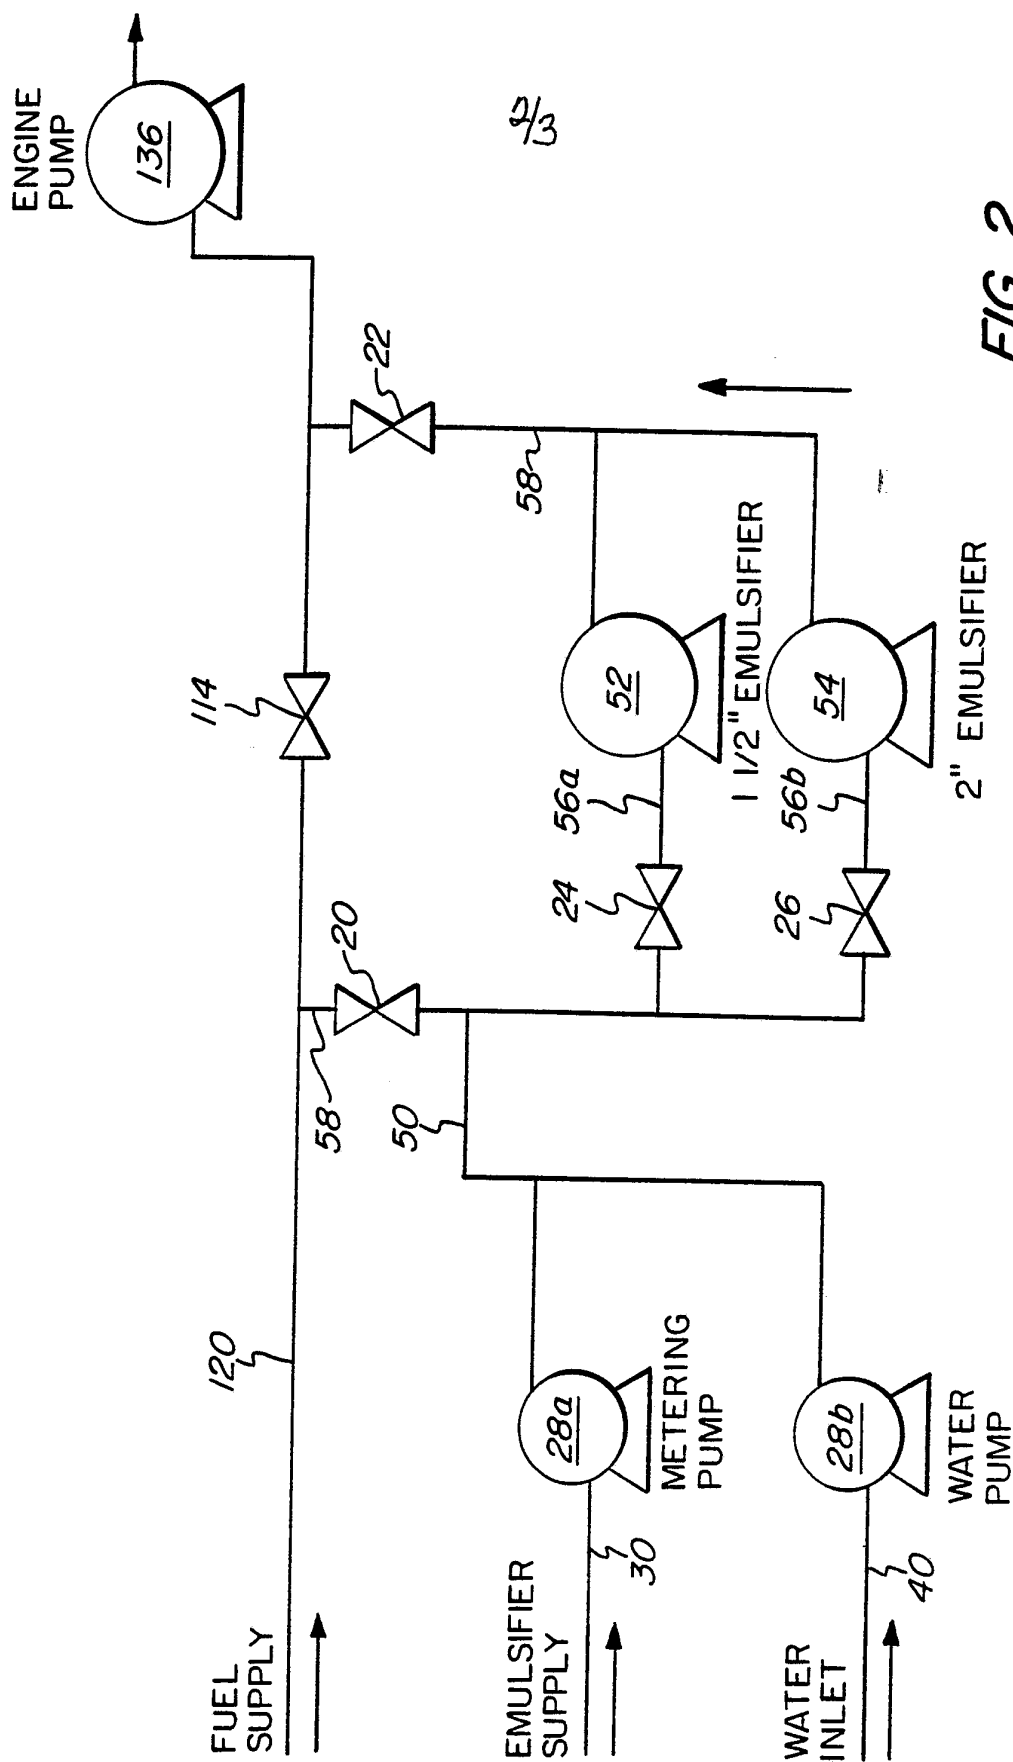 ENGINE
PUMP
136
2/3
22
114
58
52
1 1/2" EMULSIFIER
54
2" EMULSIFIER
56a
56b
24
26
20
58
50
120
28a
METERING
PUMP
28b
WATER
PUMP
30
40
FUEL
SUPPLY
EMULSIFIER
SUPPLY
WATER
INLET
FIG. 2